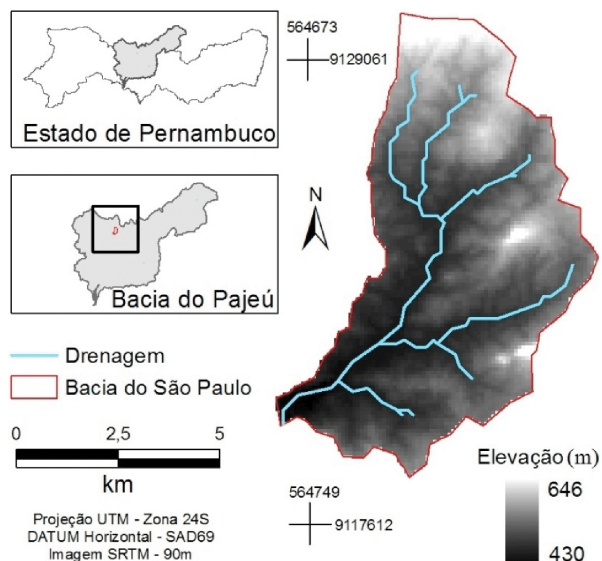 Estado de Pernambuco
Bacia do Pajeú
Drenagem
Bacia do São Paulo
0 2,5 5
km
Projeção UTM - Zona 24S
DATUM Horizontal - SAD69
Imagem SRTM - 90m
564673
9129061
N
564749
9117612
Elevação (m)
646
430